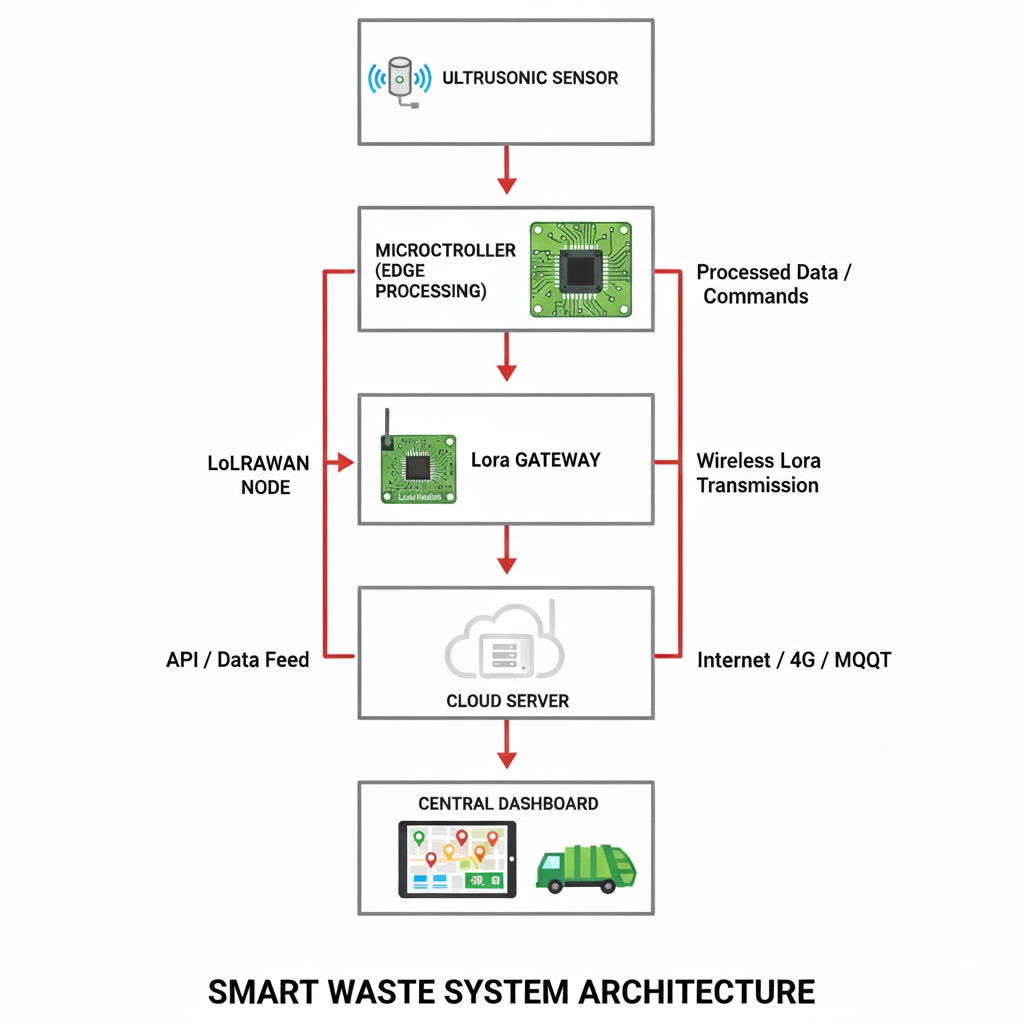 ULTRUSONIC SENSOR
MICROCTROLLER
(EDGE
PROCESSING)
Processed Data /
Commands
LoLRAWAN
NODE
Lora GATEWAY
Wireless Lora
Transmission
API / Data Feed
Internet / 4G / MQQT
CLOUD SERVER
CENTRAL DASHBOARD
SMART WASTE SYSTEM ARCHITECTURE